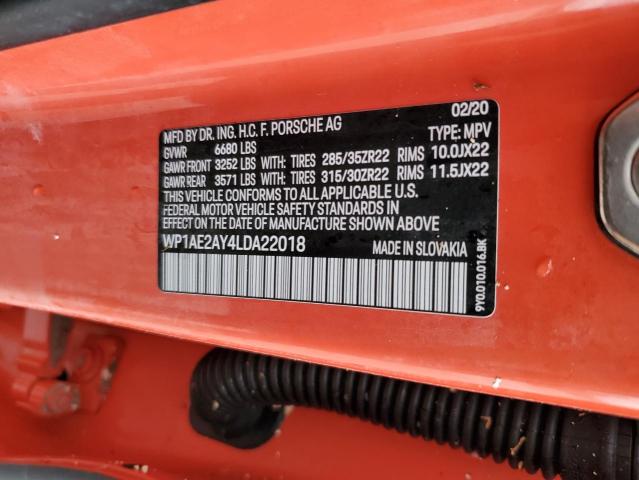 02/20
MFD BY DR. ING. H.C. F. PORSCHE AG
GVWR 6680 LBS TYPE: MPV
GAWR FRONT 3252 LBS WITH: TIRES 285/35ZR22 RIMS 10.0JX22
GAWR REAR 3571 LBS WITH: TIRES 315/30ZR22 RIMS 11.5JX22
THIS VEHICLE CONFORMS TO ALL APPLICABLE U.S.
FEDERAL MOTOR VEHICLE SAFETY STANDARDS IN
EFFECT ON THE DATE OF MANUFACTURE SHOWN ABOVE
WP1AE2AY4LDA22018
MADE IN SLOVAKIA
9Y0.010.016.BK